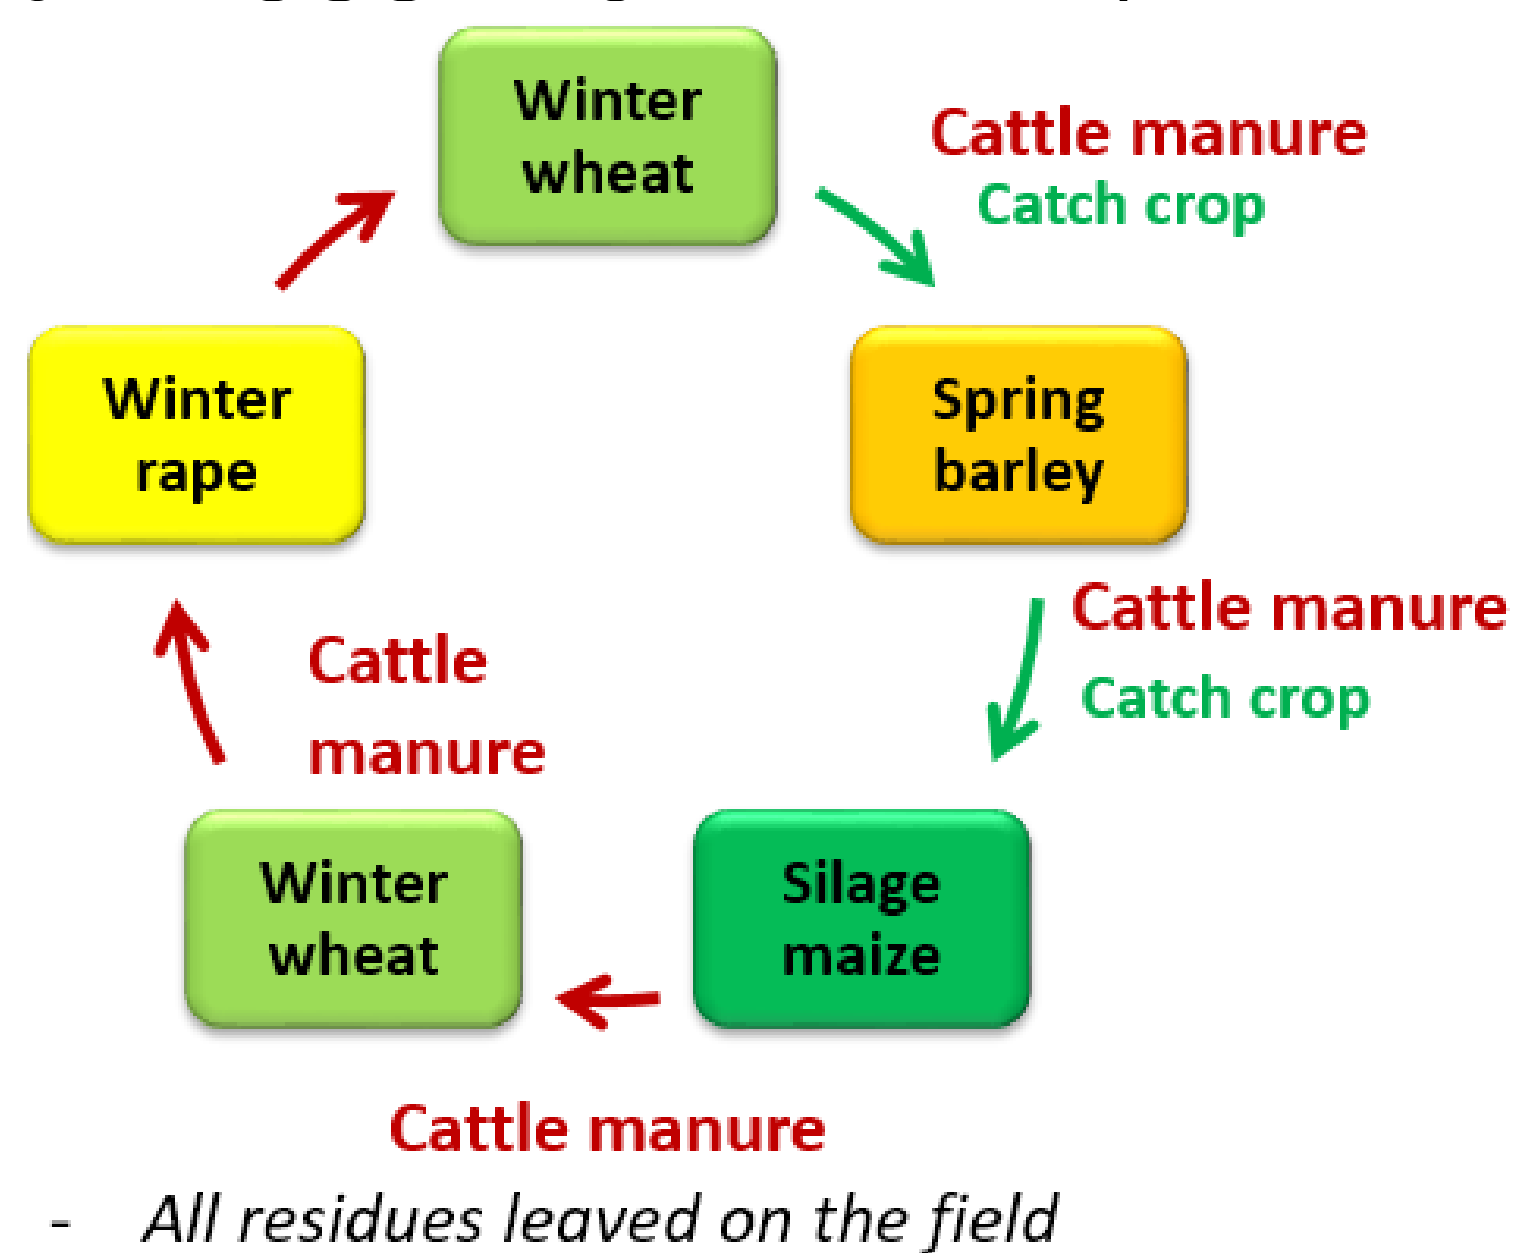 Winter
wheat
Cattle manure
Catch crop
Spring
barley
Cattle manure
Catch crop
Silage
maize
Cattle manure
Winter
wheat
Cattle
manure
Winter
rape
- All residues leaved on the field